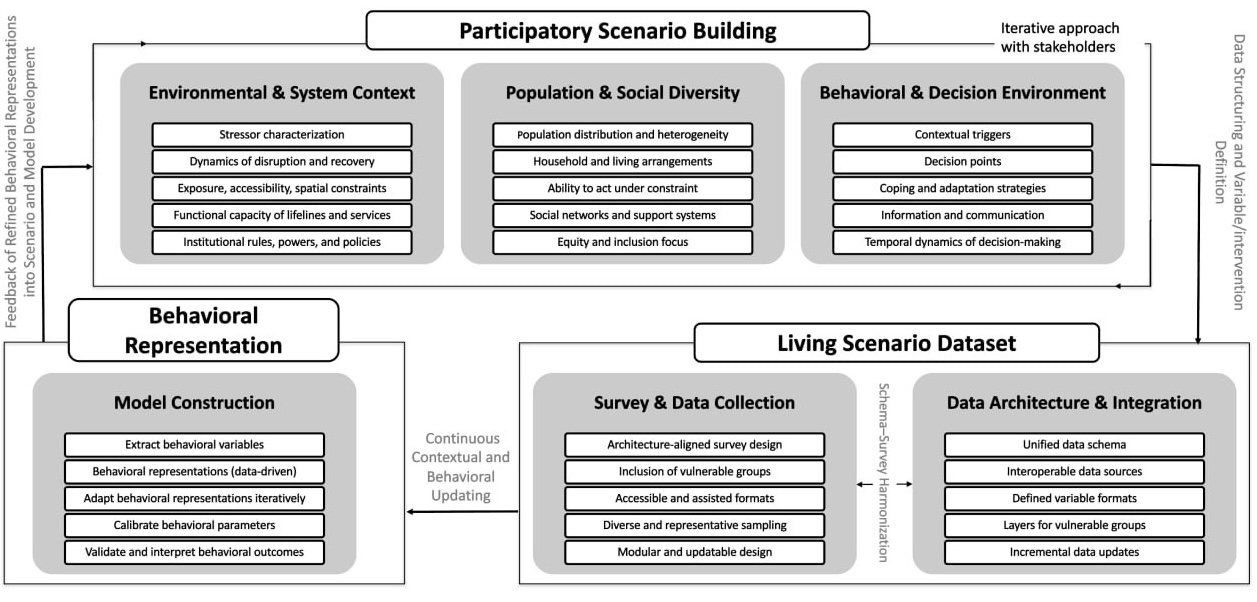 Participatory Scenario Building
Iterative approach
with stakeholders
Environmental & System Context
Stressor characterization
Dynamics of disruption and recovery
Exposure, accessibility, spatial constraints
Functional capacity of lifelines and services
Institutional rules, powers, and policies
Population & Social Diversity
Population distribution and heterogeneity
Household and living arrangements
Ability to act under constraint
Social networks and support systems
Equity and inclusion focus
Behavioral & Decision Environment
Contextual triggers
Decision points
Coping and adaptation strategies
Information and communication
Temporal dynamics of decision-making
Data Structuring and Variable/intervention
Definition
Living Scenario Dataset
Survey & Data Collection
Architecture-aligned survey design
Inclusion of vulnerable groups
Accessible and assisted formats
Diverse and representative sampling
Modular and updatable design
Schema–Survey Harmonization
Data Architecture & Integration
Unified data schema
Interoperable data sources
Defined variable formats
Layers for vulnerable groups
Incremental data updates
Continuous
Contextual and
Behavioral
Updating
Behavioral
Representation
Model Construction
Extract behavioral variables
Behavioral representations (data-driven)
Adapt behavioral representations iteratively
Calibrate behavioral parameters
Validate and interpret behavioral outcomes
Feedback of Refined Behavioral Representations
into Scenario and Model Development